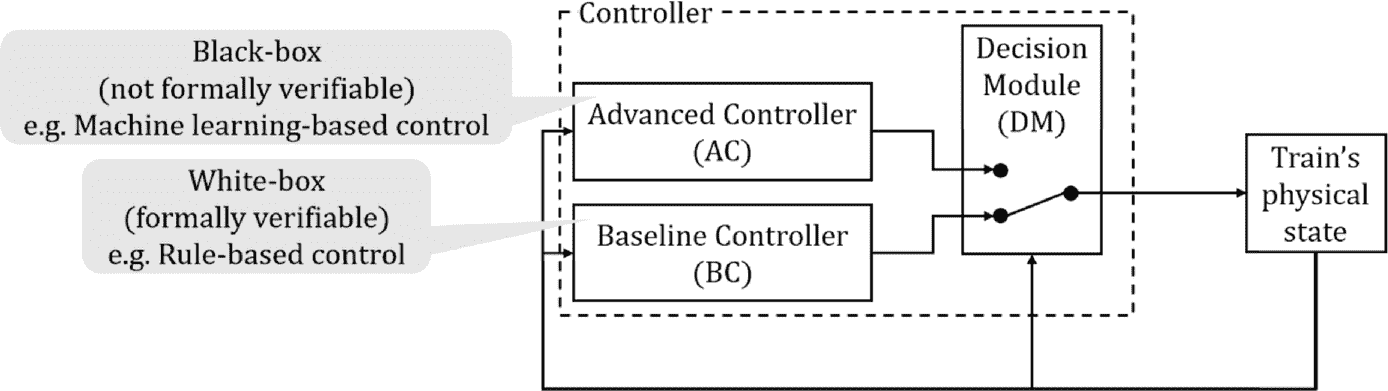 Controller
Black-box
(not formally verifiable)
e.g. Machine learning-based control
White-box
(formally verifiable)
e.g. Rule-based control
Advanced Controller
(AC)
Baseline Controller
(BC)
Decision
Module
(DM)
Train's
physical
state